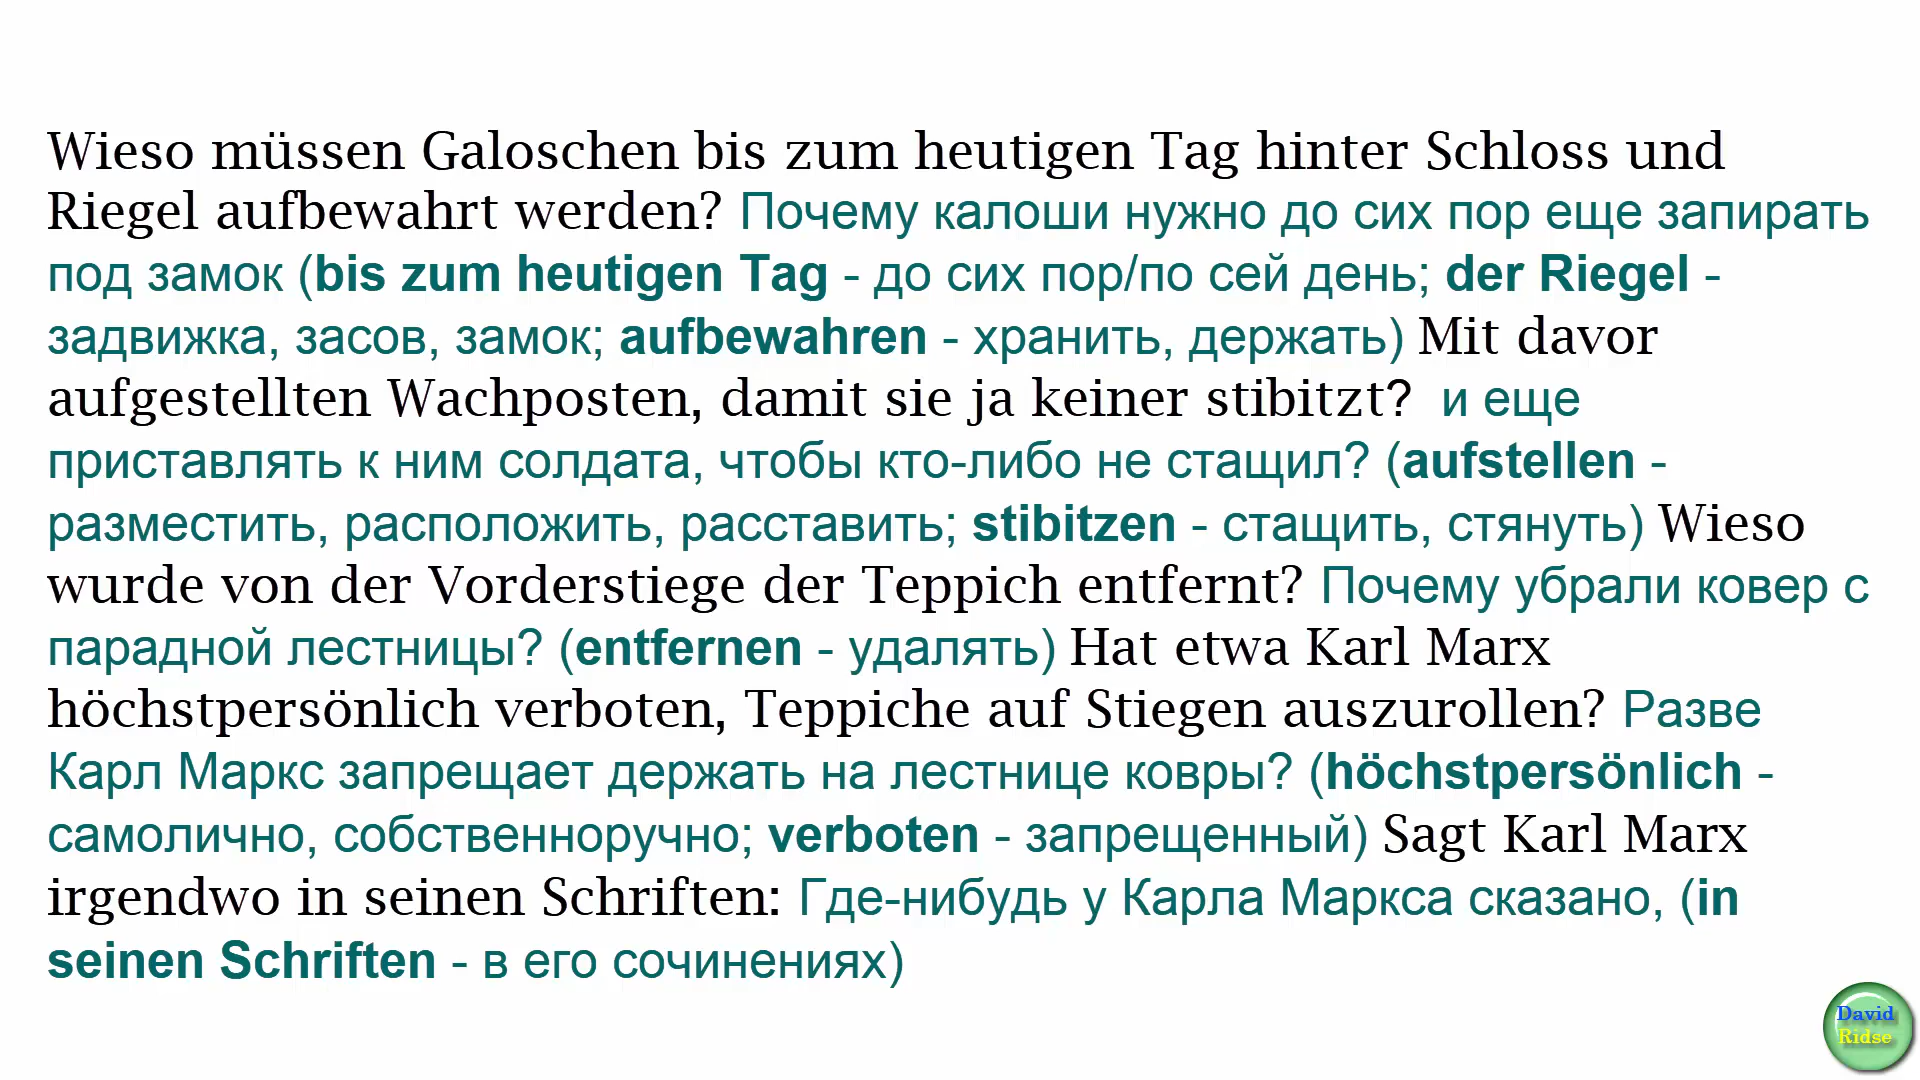 Wieso müssen Galoschen bis zum heutigen Tag hinter Schloss und
Riegel aufbewahrt werden? Почему калоши нужно до сих пор еще запирать
под замок (bis zum heutigen Tag - до сих пор/по сей день; der Riegel -
задвижка, засов, замок; aufbewahren - хранить, держать) Mit davor
aufgestellten Wachposten, damit sie ja keiner stibitzt? и еще
приставлять к ним солдата, чтобы кто-либо не стащил? (aufstellen -
разместить, расположить, расставить; stibitzen - стащить, стянуть) Wieso
wurde von der Vorderstiege der Teppich entfernt? Почему убрали ковер с
парадной лестницы? (entfernen - удалять) Hat etwa Karl Marx
höchstpersönlich verboten, Teppiche auf Stiegen auszurollen? Разве
Карл Маркс запрещает держать на лестнице ковры? (höchstpersönlich -
самолично, собственноручно; verboten - запрещенный) Sagt Karl Marx
irgendwo in seinen Schriften: Где-нибудь у Карла Маркса сказано, (in
seinen Schriften - в его сочинениях)
David
Ridse